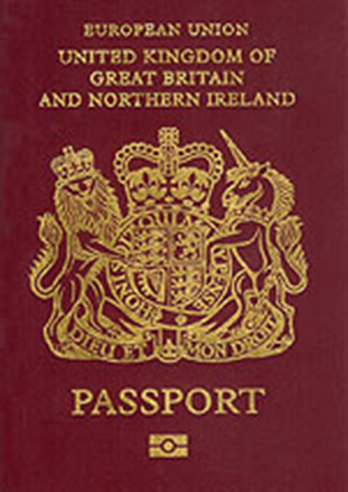 EUROPEAN UNION
UNITED KINGDOM OF
GREAT BRITAIN
AND NORTHERN IRELAND
DIEU ET MON DROIT
PASSPORT